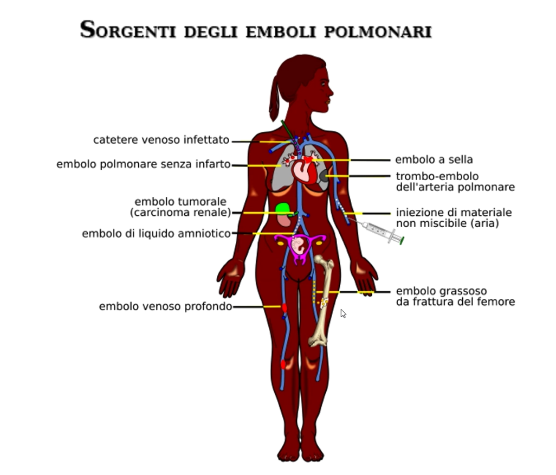 Sorgenti degli emboli polmonari
catetere venoso infettato
embolo polmonare senza infarto
embolo tumorale
(carcinoma renale)
embolo di liquido amniotico
embolo venoso profondo
embolo a sella
trombo-embolo
dell'arteria polmonare
iniezione di materiale
non miscibile (aria)
embolo grassoso
da frattura del femore